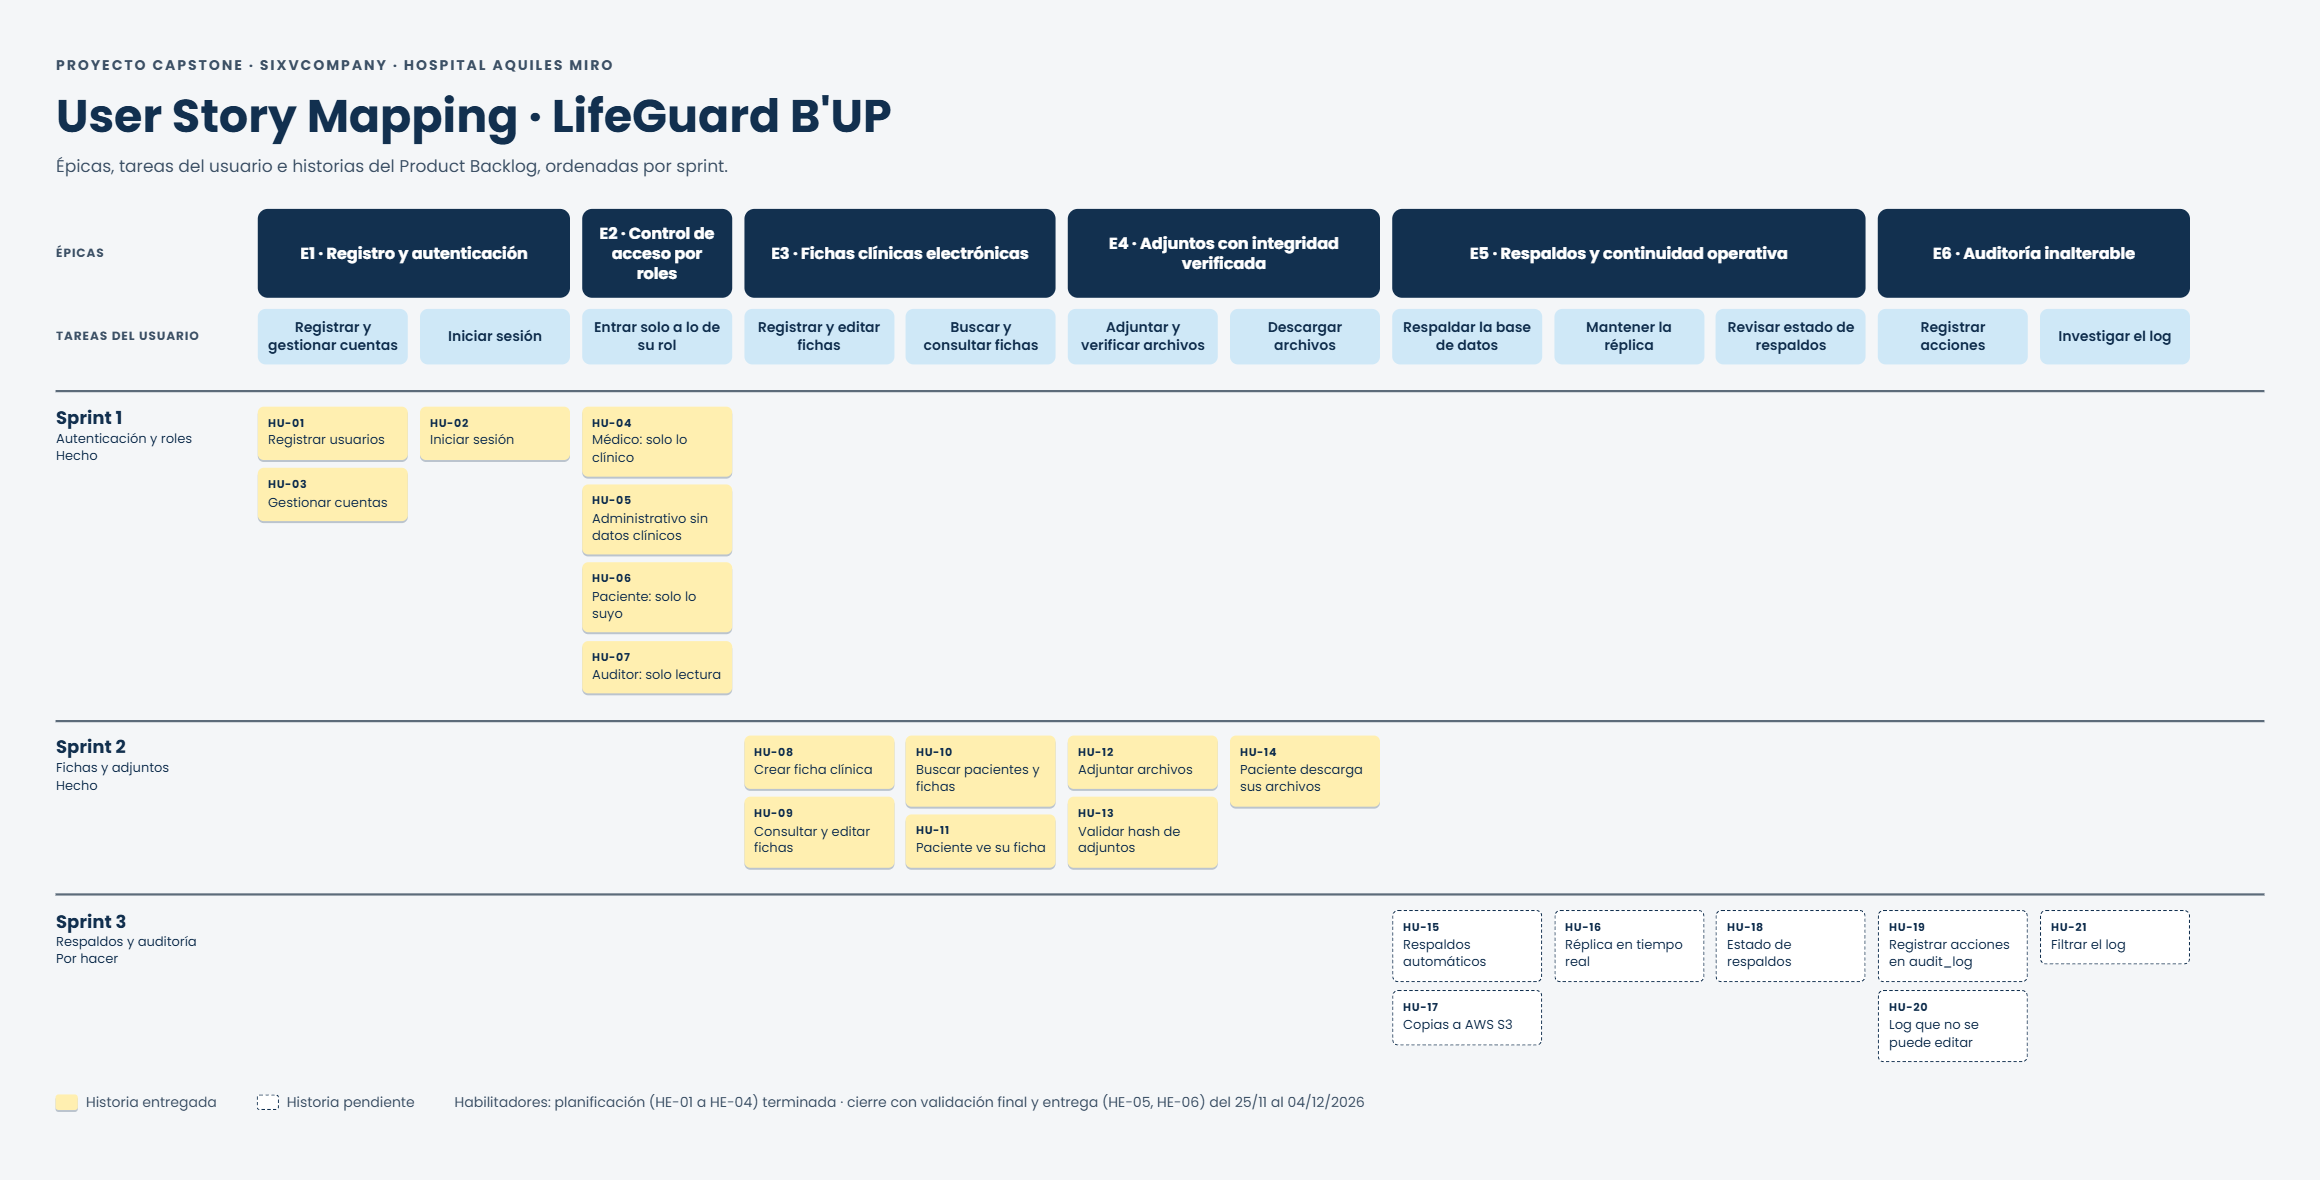 PROYECTO CAPSTONE · SIXVCOMPANY · HOSPITAL AQUILES MIRO
User Story Mapping · LifeGuard B'UP
Épicas, tareas del usuario e historias del Product Backlog, ordenadas por sprint.
ÉPICAS
E1 · Registro y autenticación
E2 · Control de
acceso por
roles
E3 · Fichas clínicas electrónicas
E4 · Adjuntos con integridad
verificada
E5 · Respaldos y continuidad operativa
E6 · Auditoría inalterable
TAREAS DEL USUARIO
Registrar y
gestionar cuentas
Iniciar sesión
Entrar solo a lo de
su rol
Registrar y editar
fichas
Buscar y
consultar fichas
Adjuntar y
verificar archivos
Descargar
archivos
Respaldar la base
de datos
Mantener la
réplica
Revisar estado de
respaldos
Registrar
acciones
Investigar el log
Sprint 1
Autenticación y roles
Hecho
HU-01
Registrar usuarios
HU-03
Gestionar cuentas
HU-02
Iniciar sesión
HU-04
Médico: solo lo
clínico
HU-05
Administrativo sin
datos clínicos
HU-06
Paciente: solo lo
suyo
HU-07
Auditor: solo lectura
Sprint 2
Fichas y adjuntos
Hecho
HU-08
Crear ficha clínica
HU-09
Consultar y editar
fichas
HU-10
Buscar pacientes y
fichas
HU-11
Paciente ve su ficha
HU-12
Adjuntar archivos
HU-13
Validar hash de
adjuntos
HU-14
Paciente descarga
sus archivos
Sprint 3
Respaldos y auditoría
Por hacer
HU-15
Respaldos
automáticos
HU-17
Copias a AWS S3
HU-16
Réplica en tiempo
real
HU-18
Estado de
respaldos
HU-19
Registrar acciones
en audit_log
HU-20
Log que no se
puede editar
HU-21
Filtrar el log
Historia entregada
Historia pendiente
Habilitadores: planificación (HE-01 a HE-04) terminada · cierre con validación final y entrega (HE-05, HE-06) del 25/11 al 04/12/2026